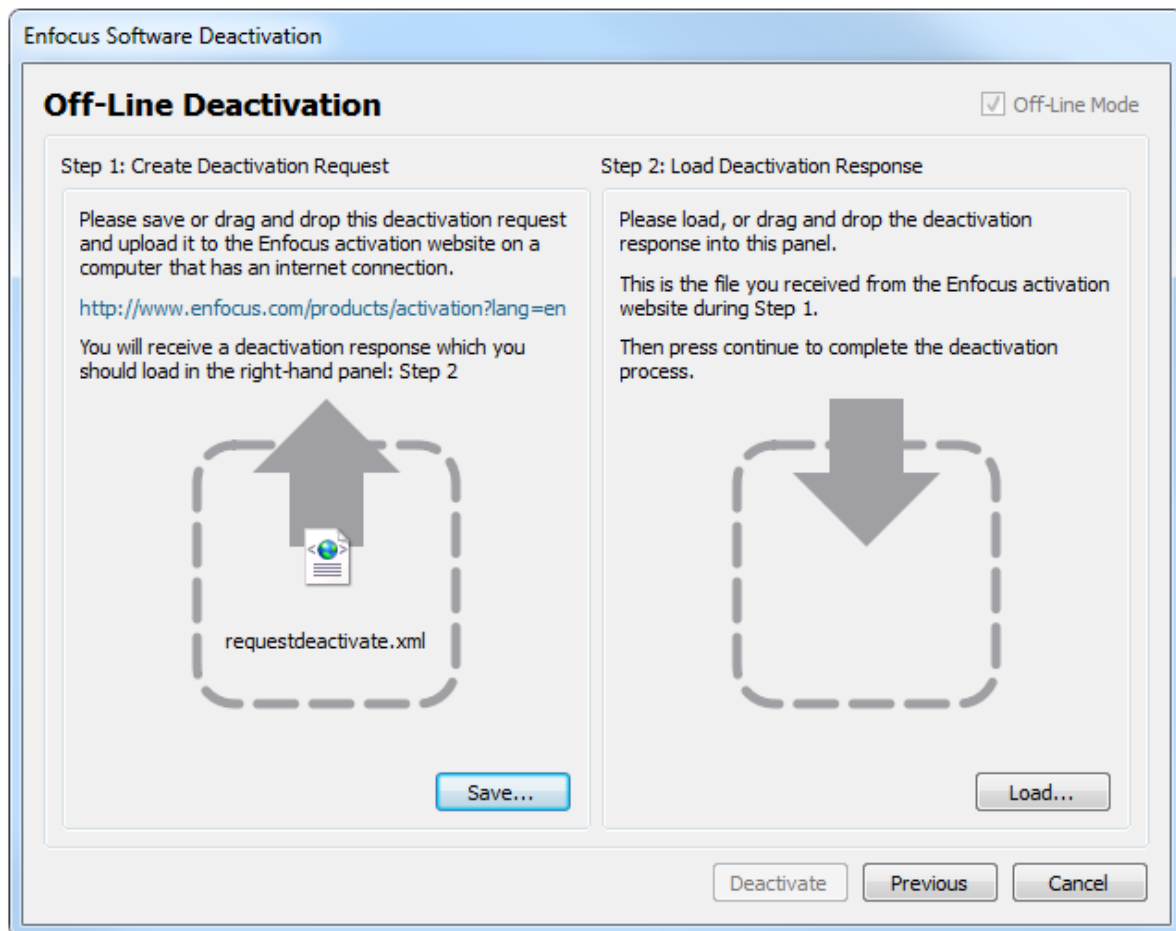 Enfocus Software Deactivation
Off-Line Deactivation
Off-Line Mode
Step 1: Create Deactivation Request
Please save or drag and drop this deactivation request
and upload it to the Enfocus activation website on a
computer that has an internet connection.
http://www.enfocus.com/products/activation?lang=en
You will receive a deactivation response which you
should load in the right-hand panel: Step 2
requestdeactivate.xml
Save...
Step 2: Load Deactivation Response
Please load, or drag and drop the deactivation
response into this panel.
This is the file you received from the Enfocus activation
website during Step 1.
Then press continue to complete the deactivation
process.
Load...
Deactivate
Previous
Cancel